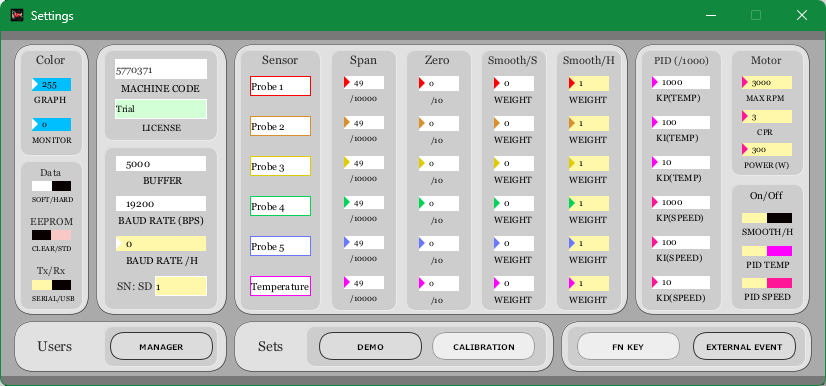 Settings
Color
255
GRAPH
0
MONITOR
Data
SOFT/HARD
EEPROM
CLEAR/STD
Tx/Rx
SERIAL/USB
5770371
MACHINE CODE
Trial
LICENSE
5000
BUFFER
19200
BAUD RATE (BPS)
0
BAUD RATE /H
SN: SD 1
Sensor Span Zero Smooth/S Smooth/H
Probe 1 49 0 0 1
/10000 /10 WEIGHT WEIGHT
Probe 2 49 0 0 1
/10000 /10 WEIGHT WEIGHT
Probe 3 49 0 0 1
/10000 /10 WEIGHT WEIGHT
Probe 4 49 0 0 1
/10000 /10 WEIGHT WEIGHT
Probe 5 49 0 0 1
/10000 /10 WEIGHT WEIGHT
Temperature 49 0 0 1
/10000 /10 WEIGHT WEIGHT
PID (/1000)
1000
KP(TEMP)
100
KI(TEMP)
10
KD(TEMP)
1000
KP(SPEED)
100
KI(SPEED)
10
KD(SPEED)
Motor
3000
MAX RPM
3
CPR
300
POWER (W)
On/Off
SMOOTH/H
PID TEMP
PID SPEED
Users MANAGER
Sets DEMO CALIBRATION
FN KEY EXTERNAL EVENT